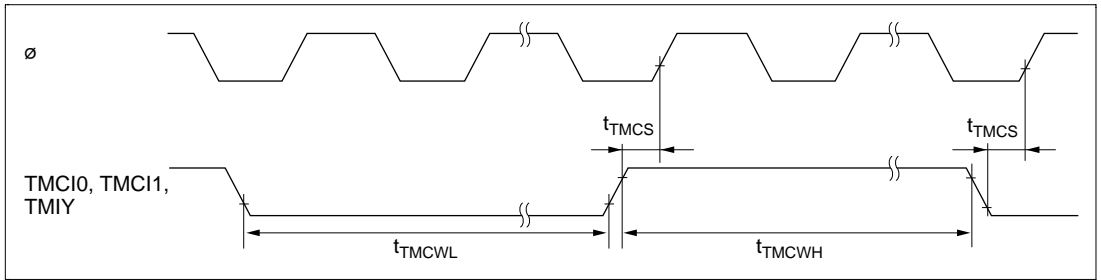 ø
tTMCS
tTMCS
TMCI0, TMCI1,
TMIY
tTMCWL
tTMCWH